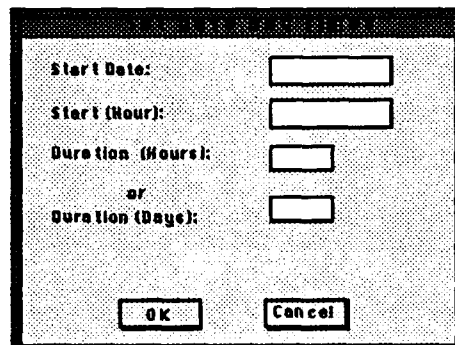 Start Date:
Start (Hour):
Duration (Hours):
or
Duration (Days):
OK Cancel